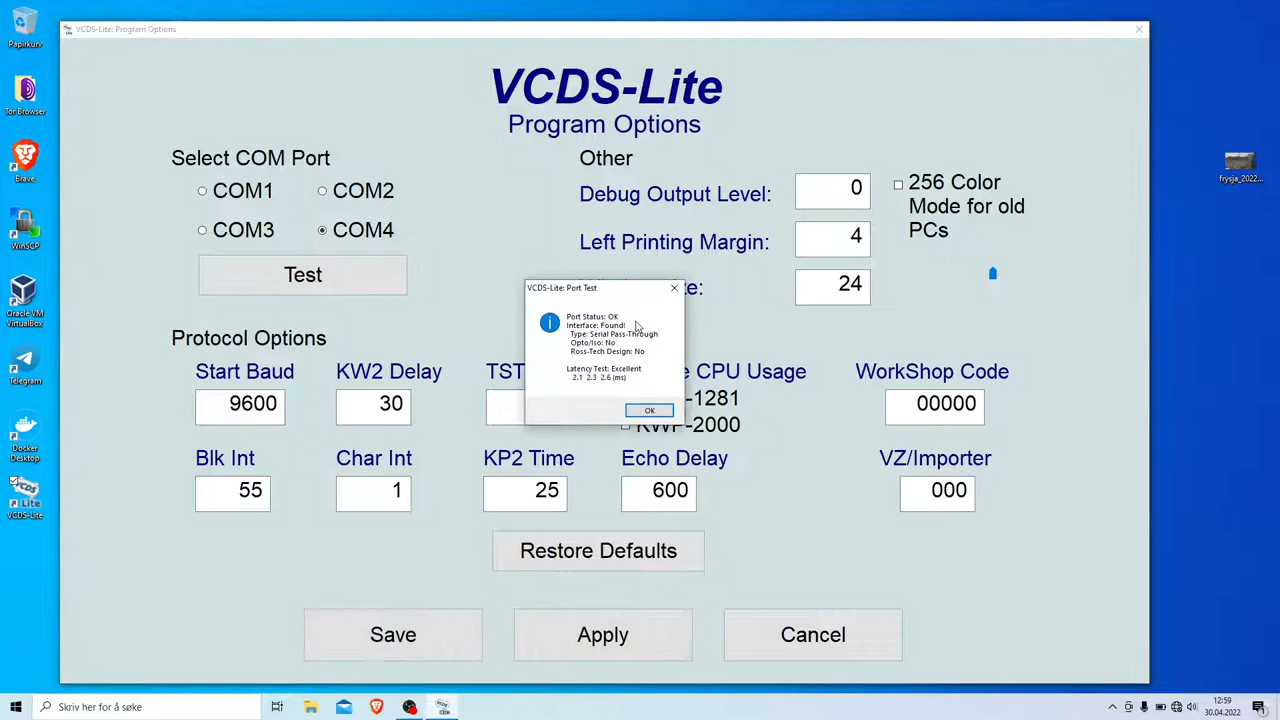 Papirkurv
Tor Browser
Brave
WinSCP
Oracle VM
VirtualBox
Telegram
Docker
Desktop
VCDS-Lite
VCDS-Lite: Program Options
VCDS-Lite
Program Options
Select COM Port
COM1
COM2
COM3
COM4
Test
Other
Debug Output Level:
0
Left Printing Margin:
4
24
256 Color
Mode for old
PCs
VCDS-Lite: Port Test
Port Status: OK
Interface: Found!
Type: Serial Pass-Through
Opto/Iso: No
Ross-Tech Design: No
Latency Test: Excellent
2.1 2.3 2.6 (ms)
OK
Protocol Options
Start Baud
9600
KW2 Delay
30
TST
CPU Usage
-1281
KWP-2000
WorkShop Code
00000
Blk Int
55
Char Int
1
KP2 Time
25
Echo Delay
600
VZ/Importer
000
Restore Defaults
Save
Apply
Cancel
frysja_2022...
Skriv her for å søke
12:59
30.04.2022